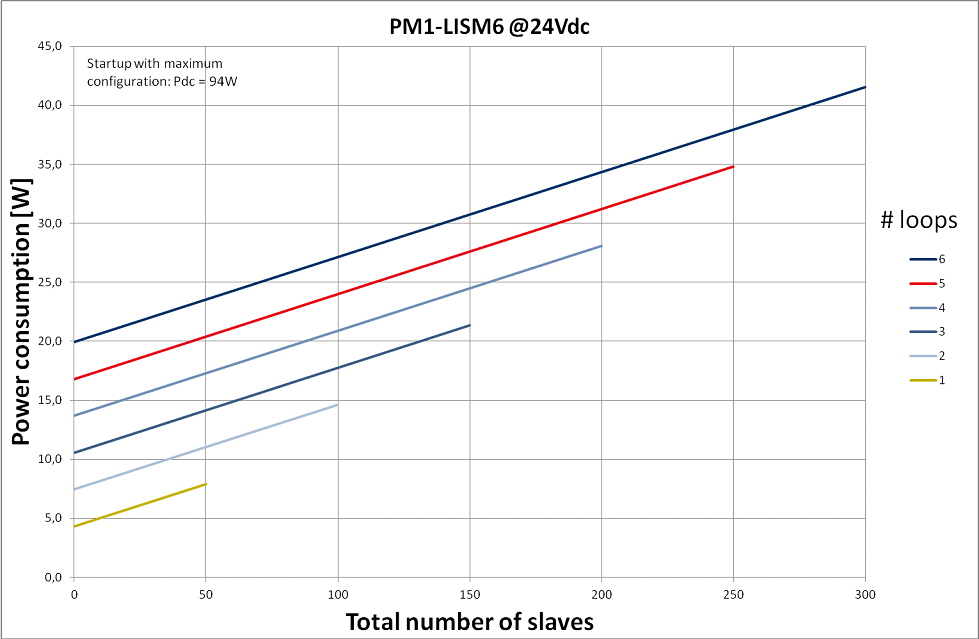 PM1-LISM6 @24Vdc
Startup with maximum
configuration: Pdc = 94W
45,0
40,0
35,0
30,0
25,0
20,0
15,0
10,0
5,0
0,0
Power consumption [W]
0 50 100 150 200 250 300
Total number of slaves
# loops
6
5
4
3
2
1